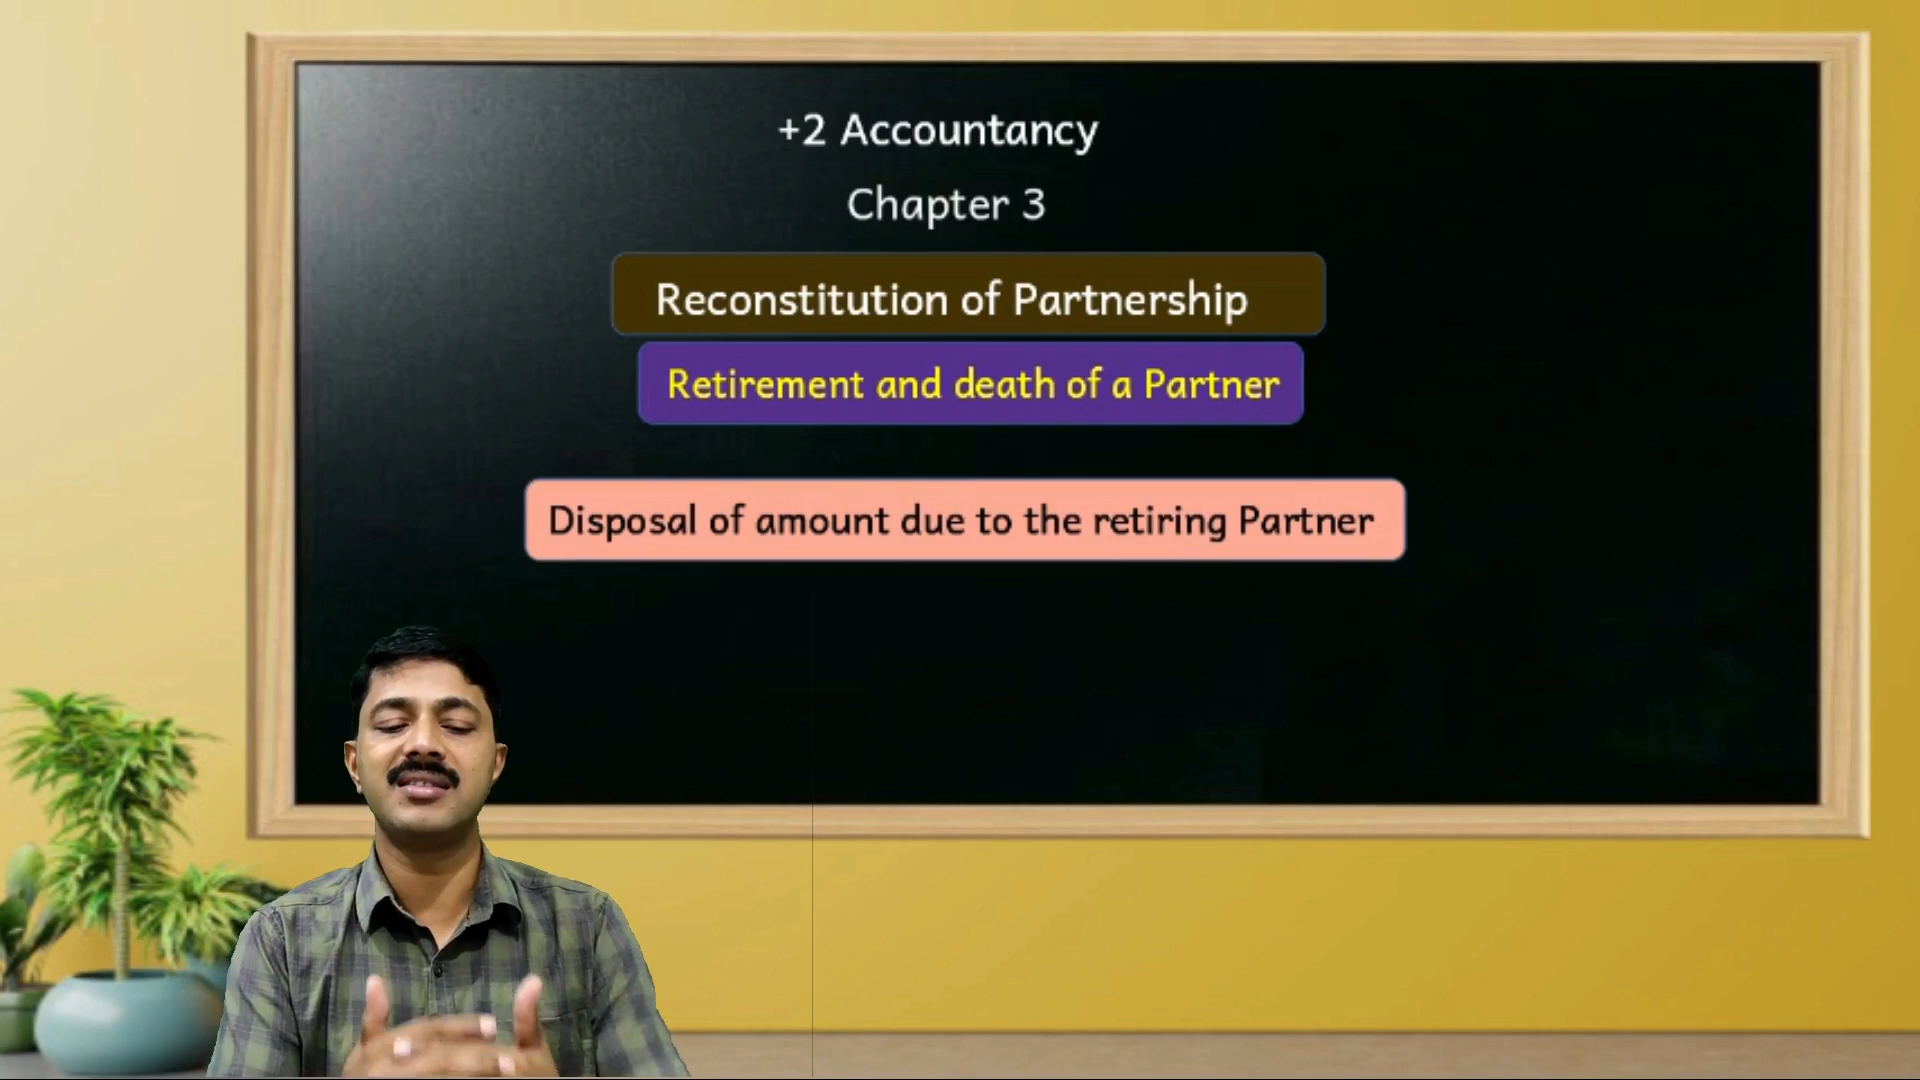 +2 Accountancy
Chapter 3
Reconstitution of Partnership
Retirement and death of a Partner
Disposal of amount due to the retiring Partner